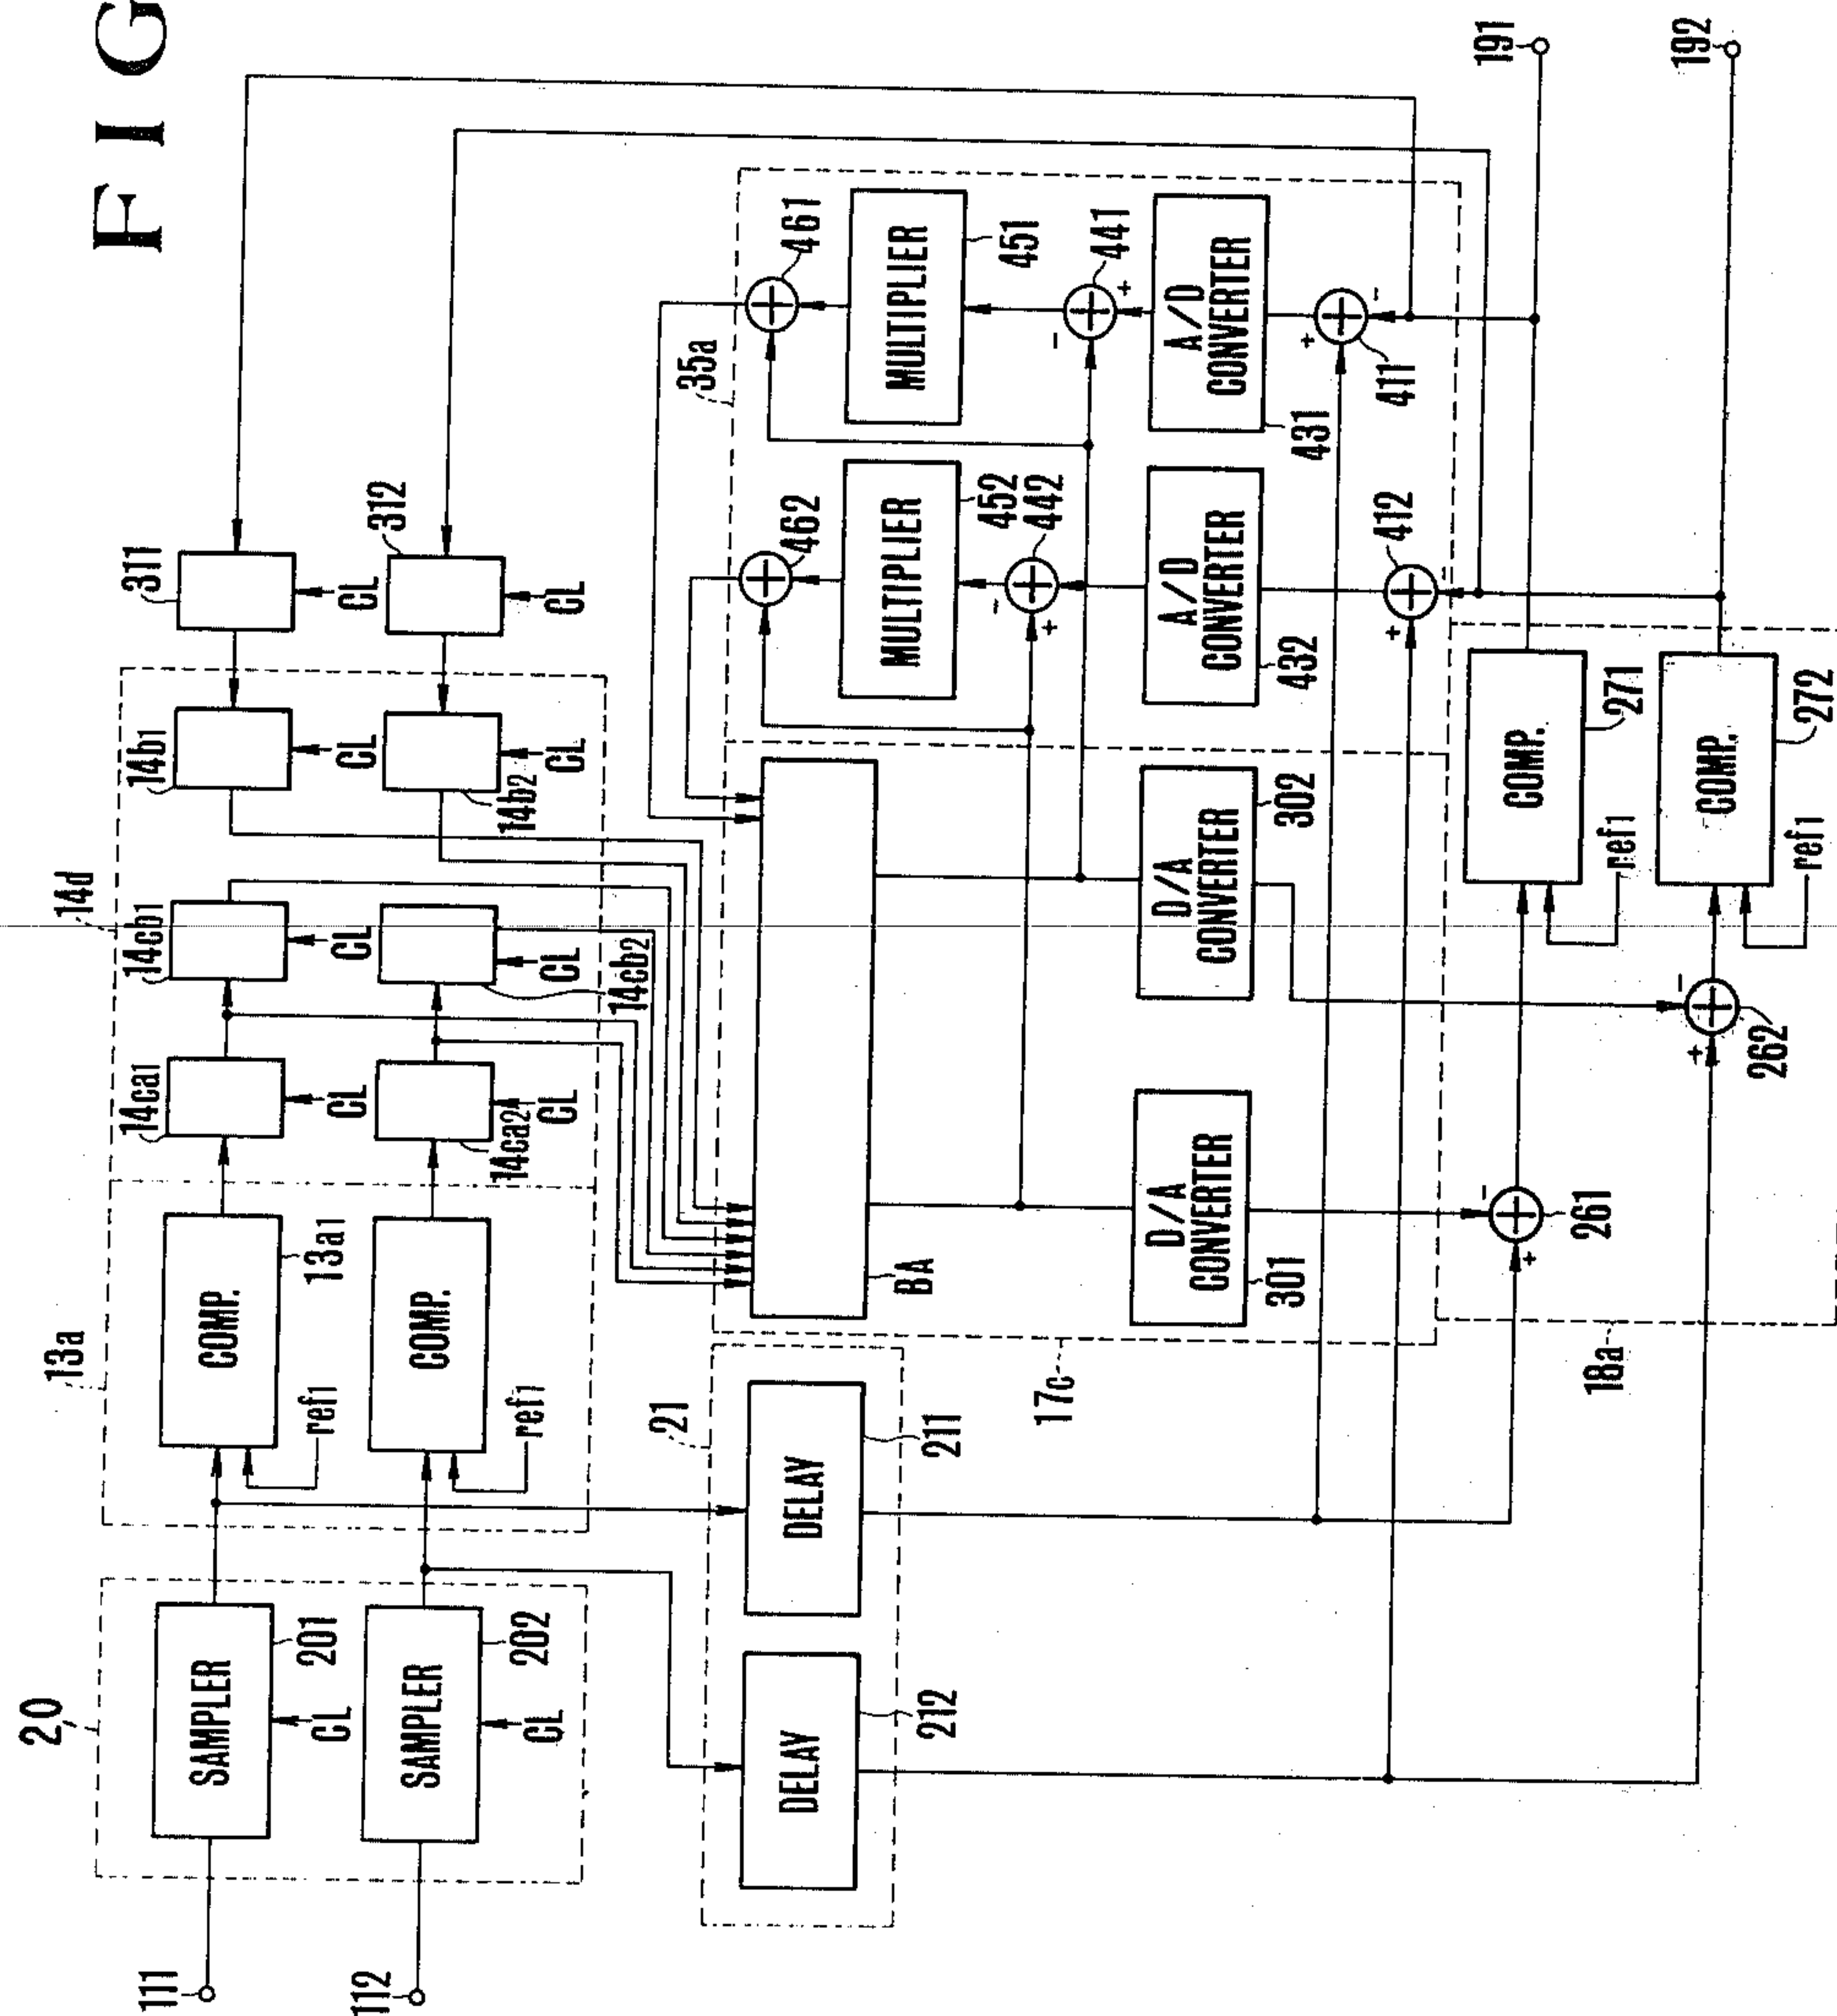 FIG
20
SAMPLER
201
CL
SAMPLER
202
CL
111
112
13a
COMP.
13a1
ref1
COMP.
ref1
14d
14ca1
CL
14ca2
CL
14cb1
CL
14cb2
CL
14b1
CL
14b2
CL
311
CL
312
CL
21
DELAY
211
DELAY
212
BA
17c
D/A
CONVERTER
301
D/A
CONVERTER
302
35a
461
462
MULTIPLIER
451
MULTIPLIER
452
441
442
A/D
CONVERTER
431
A/D
CONVERTER
432
411
412
+
-
+
-
-
+
+
-
18a
261
-
+
262
-
+
COMP.
271
ref1
COMP.
272
ref1
191
192